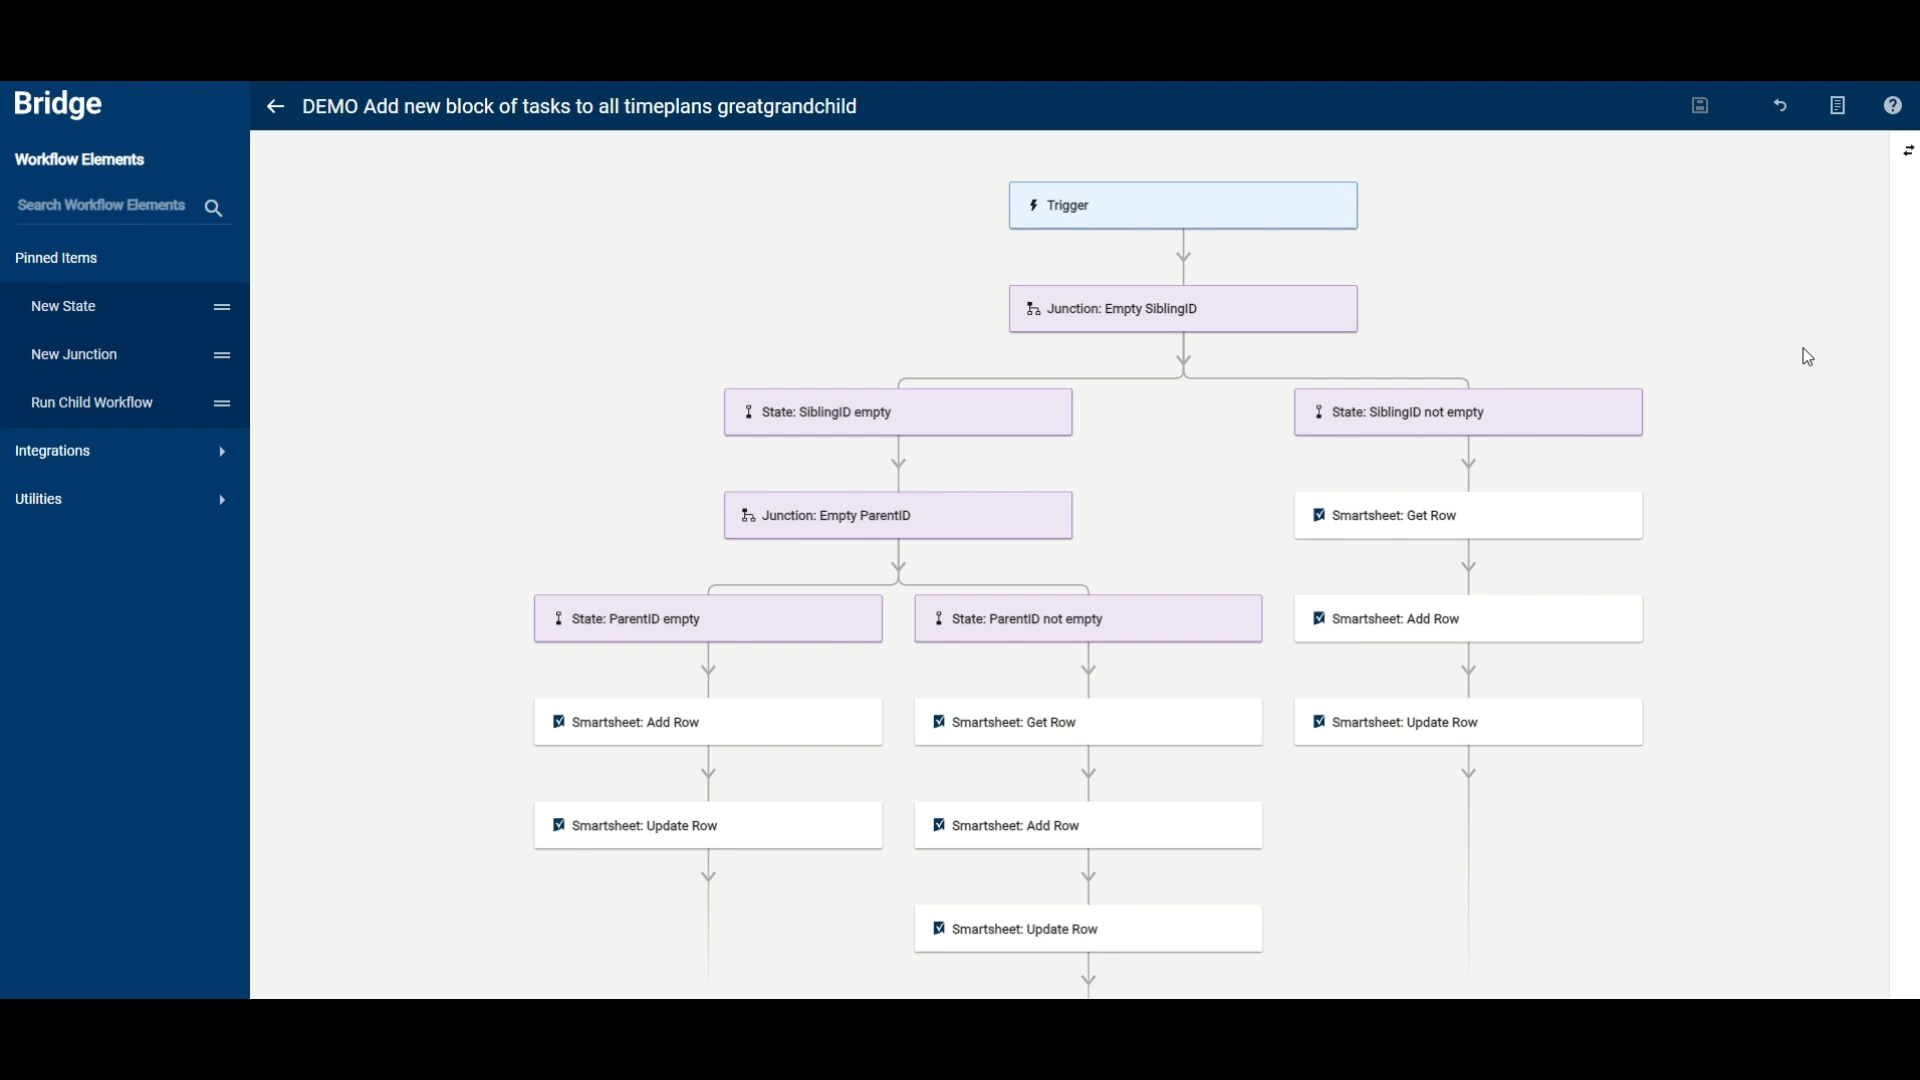 Bridge
DEMO Add new block of tasks to all timeplans greatgrandchild
Workflow Elements
Search Workflow Elements
Pinned Items
New State
New Junction
Run Child Workflow
Integrations
Utilities
Trigger
Junction: Empty SiblingID
State: SiblingID empty
State: SiblingID not empty
Junction: Empty ParentID
Smartsheet: Get Row
State: ParentID empty
State: ParentID not empty
Smartsheet: Add Row
Smartsheet: Add Row
Smartsheet: Get Row
Smartsheet: Update Row
Smartsheet: Update Row
Smartsheet: Add Row
Smartsheet: Update Row